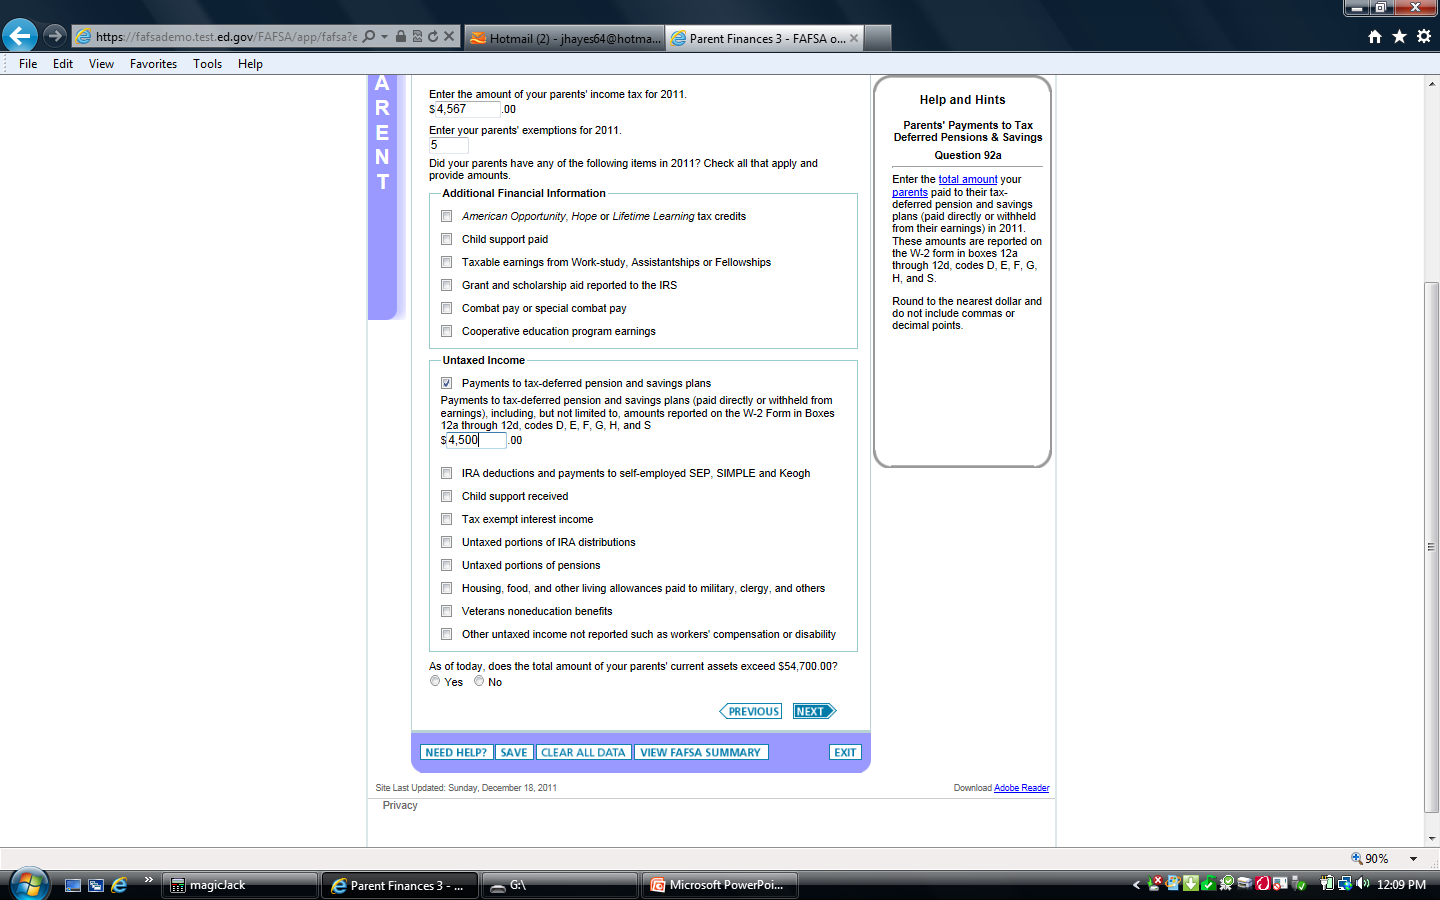 https://fafsademo.test.ed.gov/FAFSA/app/fafsa?e
Hotmail (2) - jhayes64@hotma...
Parent Finances 3 - FAFSA o...
File Edit View Favorites Tools Help
A
R
E
N
T
Enter the amount of your parents' income tax for 2011.
$4,567.00
Enter your parents' exemptions for 2011.
5
Did your parents have any of the following items in 2011? Check all that apply and
provide amounts.
Additional Financial Information
American Opportunity, Hope or Lifetime Learning tax credits
Child support paid
Taxable earnings from Work-study, Assistantships or Fellowships
Grant and scholarship aid reported to the IRS
Combat pay or special combat pay
Cooperative education program earnings
Untaxed Income
Payments to tax-deferred pension and savings plans
Payments to tax-deferred pension and savings plans (paid directly or withheld from
earnings), including, but not limited to, amounts reported on the W-2 Form in Boxes
12a through 12d, codes D, E, F, G, H, and S
$4,500.00
IRA deductions and payments to self-employed SEP, SIMPLE and Keogh
Child support received
Tax exempt interest income
Untaxed portions of IRA distributions
Untaxed portions of pensions
Housing, food, and other living allowances paid to military, clergy, and others
Veterans noneducation benefits
Other untaxed income not reported such as workers' compensation or disability
As of today, does the total amount of your parents' current assets exceed $54,700.00?
Yes No
PREVIOUS NEXT
NEED HELP? SAVE CLEAR ALL DATA VIEW FAFSA SUMMARY EXIT
Help and Hints
Parents' Payments to Tax
Deferred Pensions & Savings
Question 92a
Enter the total amount your
parents paid to their tax-
deferred pension and savings
plans (paid directly or withheld
from their earnings) in 2011.
These amounts are reported on
the W-2 form in boxes 12a
through 12d, codes D, E, F, G,
H, and S.
Round to the nearest dollar and
do not include commas or
decimal points.
Site Last Updated: Sunday, December 18, 2011
Download Adobe Reader
Privacy
90%
magicJack
Parent Finances 3 - ...
G:\
Microsoft PowerPoi...
12:09 PM